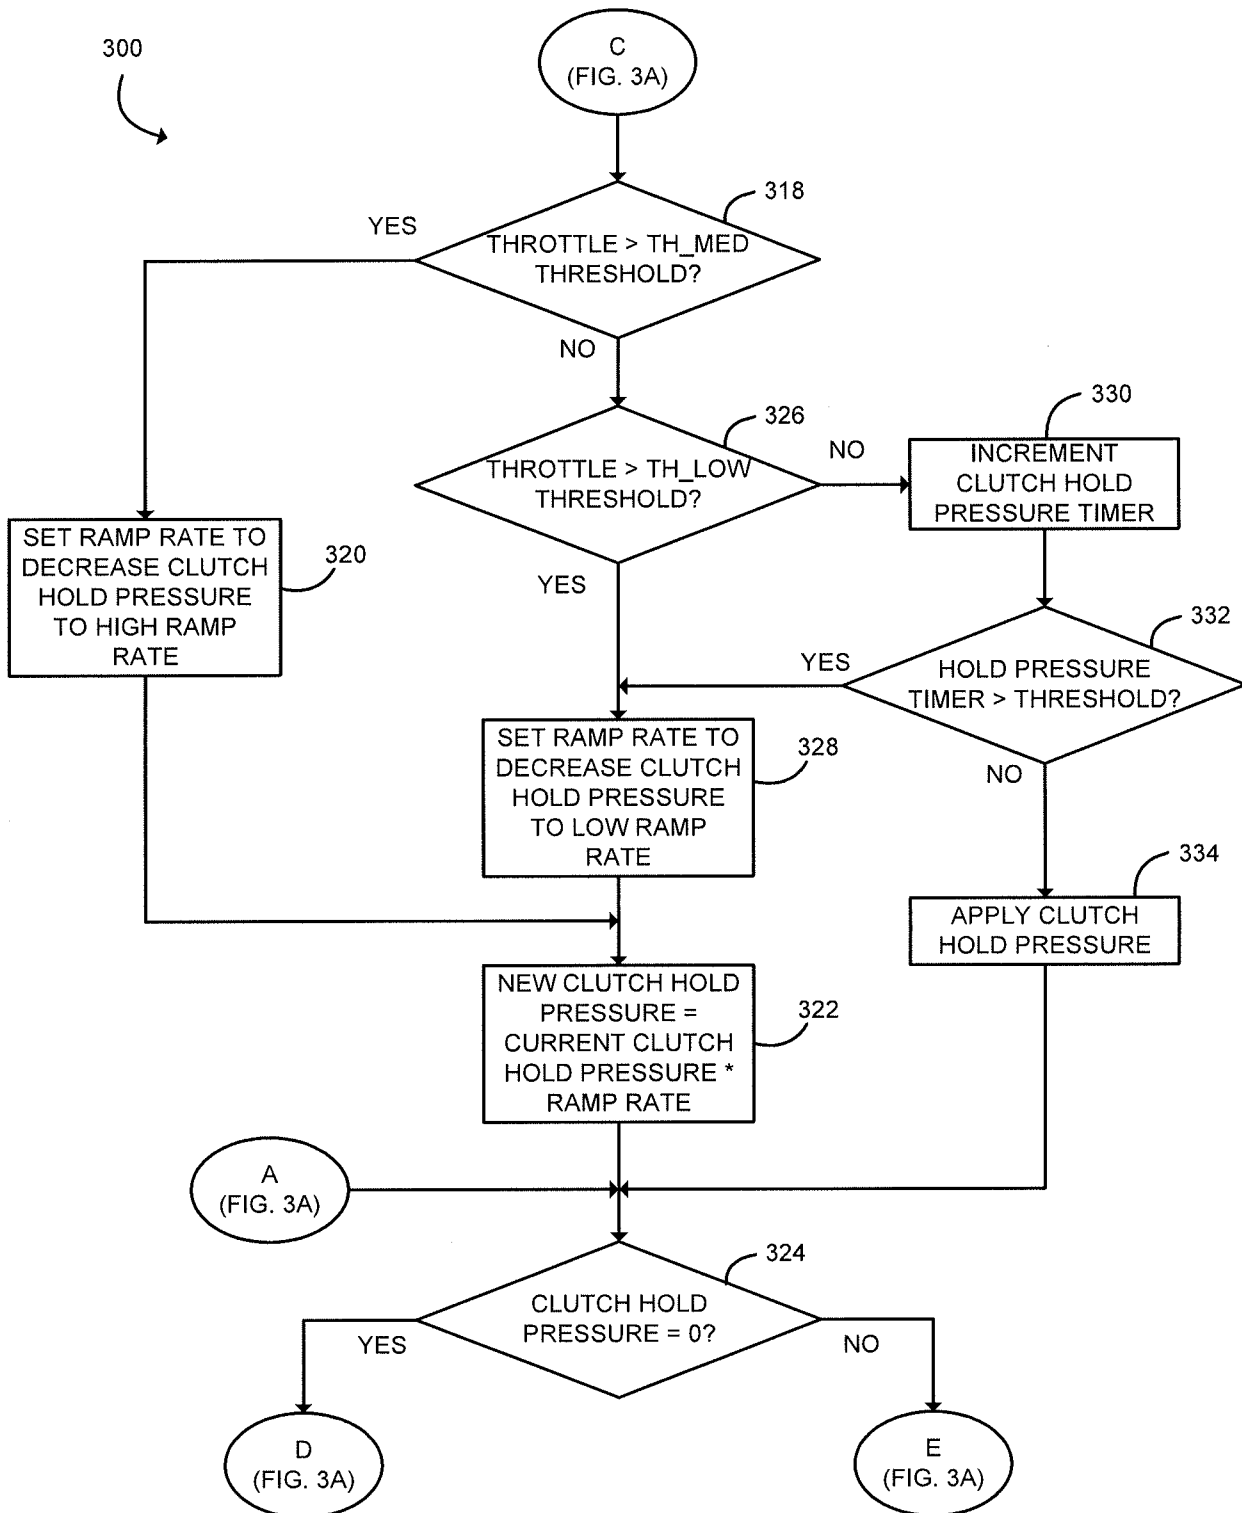 300
C
(FIG. 3A)
318
YES
THROTTLE > TH_MED
THRESHOLD?
NO
326
THROTTLE > TH_LOW
THRESHOLD?
NO
330
INCREMENT
CLUTCH HOLD
PRESSURE TIMER
SET RAMP RATE TO
DECREASE CLUTCH
HOLD PRESSURE
TO HIGH RAMP
RATE
320
YES
332
YES
HOLD PRESSURE
TIMER > THRESHOLD?
NO
SET RAMP RATE TO
DECREASE CLUTCH
HOLD PRESSURE
TO LOW RAMP
RATE
328
334
APPLY CLUTCH
HOLD PRESSURE
NEW CLUTCH HOLD
PRESSURE =
CURRENT CLUTCH
HOLD PRESSURE *
RAMP RATE
322
A
(FIG. 3A)
324
CLUTCH HOLD
PRESSURE = 0?
YES
NO
D
(FIG. 3A)
E
(FIG. 3A)